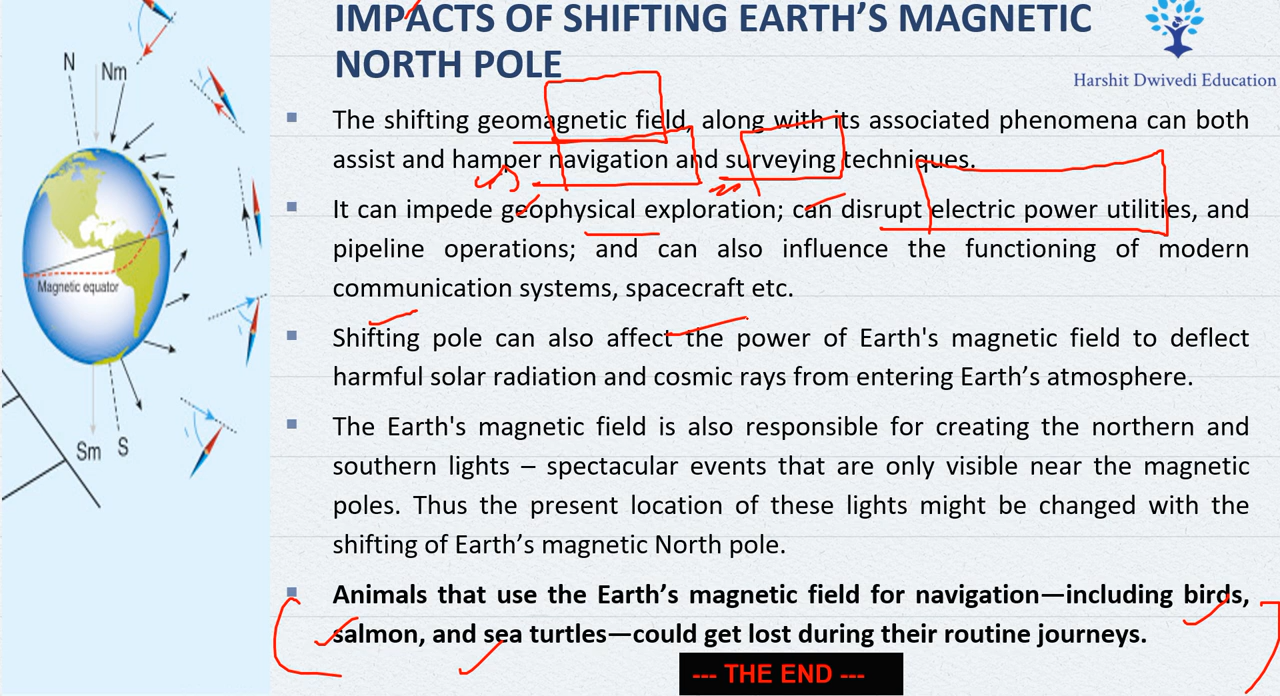 IMPACTS OF SHIFTING EARTH'S MAGNETIC
NORTH POLE
Harshit Dwivedi Education
N
Nm
Magnetic equator
Sm
S
The shifting geomagnetic field, along with its associated phenomena can both
assist and hamper navigation and surveying techniques.
It can impede geophysical exploration; can disrupt electric power utilities, and
pipeline operations; and can also influence the functioning of modern
communication systems, spacecraft etc.
Shifting pole can also affect the power of Earth's magnetic field to deflect
harmful solar radiation and cosmic rays from entering Earth's atmosphere.
The Earth's magnetic field is also responsible for creating the northern and
southern lights – spectacular events that are only visible near the magnetic
poles. Thus the present location of these lights might be changed with the
shifting of Earth's magnetic North pole.
Animals that use the Earth's magnetic field for navigation—including birds,
salmon, and sea turtles—could get lost during their routine journeys.
--- THE END ---